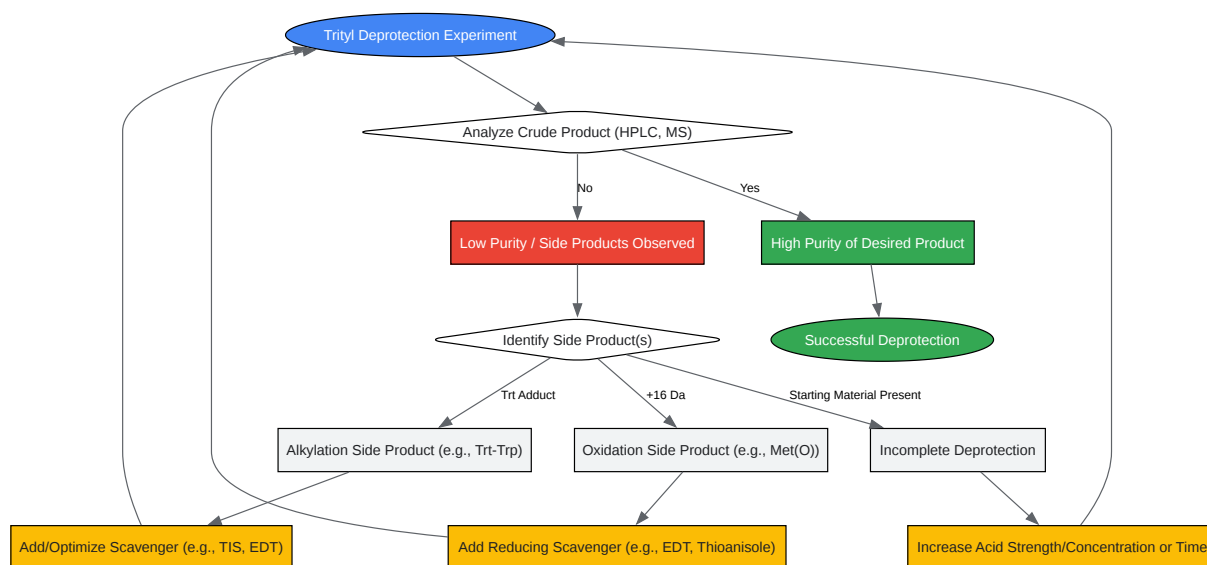 Trityl Deprotection Experiment
Analyze Crude Product (HPLC, MS)
No
Yes
Low Purity / Side Products Observed
High Purity of Desired Product
Identify Side Product(s)
Successful Deprotection
Trt Adduct
+16 Da
Starting Material Present
Alkylation Side Product (e.g., Trt-Trp)
Oxidation Side Product (e.g., Met(O))
Incomplete Deprotection
Add/Optimize Scavenger (e.g., TIS, EDT)
Add Reducing Scavenger (e.g., EDT, Thioanisole)
Increase Acid Strength/Concentration or Time